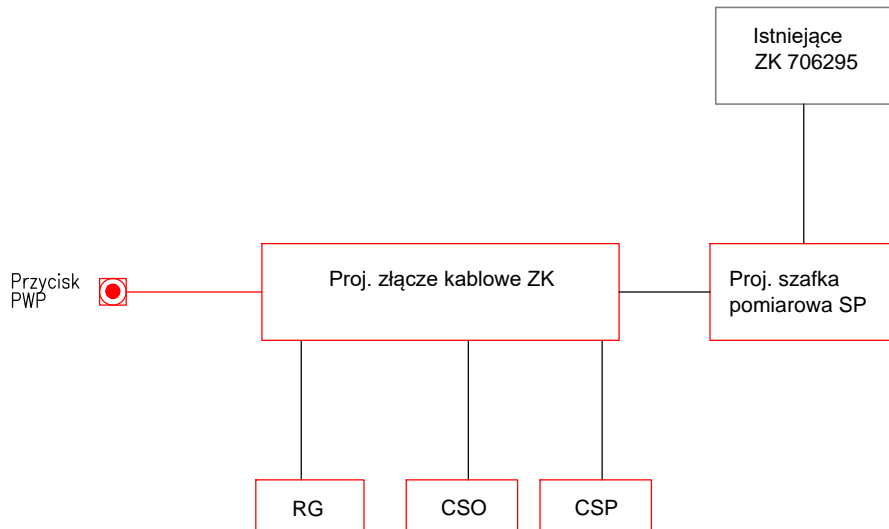 Istniejące
ZK 706295
Przycisk
PWP
Proj. złącze kablowe ZK
Proj. szafka
pomiarowa SP
RG
CSO
CSP